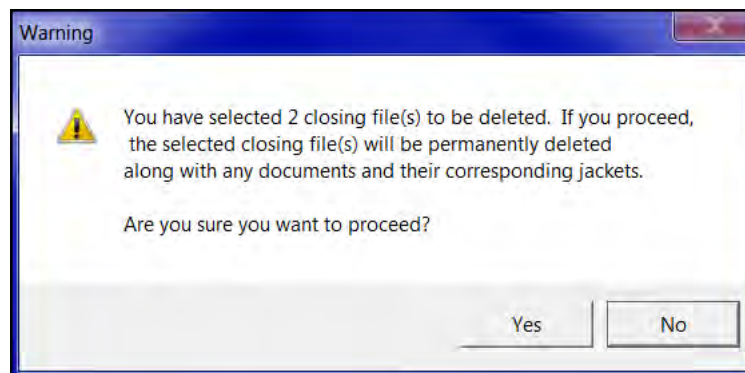 Warning
You have selected 2 closing file(s) to be deleted.  If you proceed,
the selected closing file(s) will be permanently deleted
along with any documents and their corresponding jackets.
Are you sure you want to proceed?
Yes
No